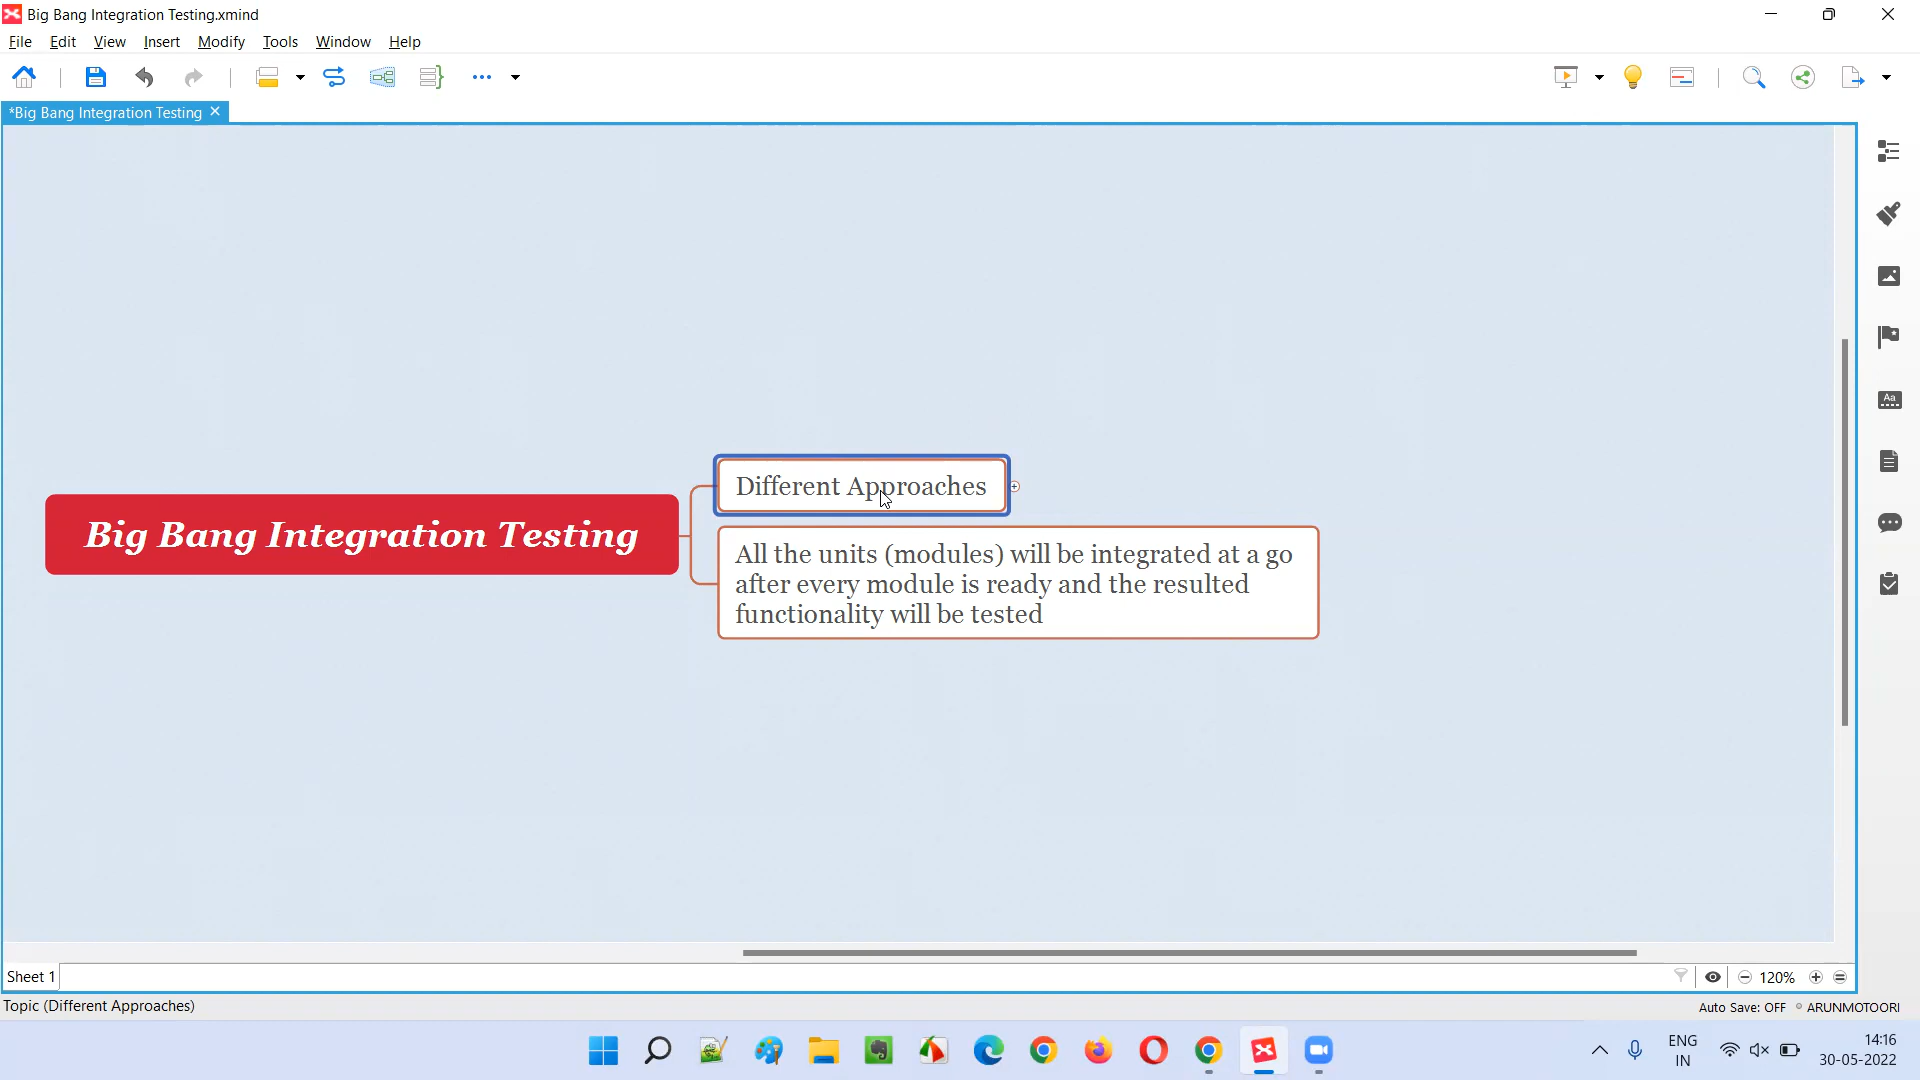 Big Bang Integration Testing.xmind
File Edit View Insert Modify Tools Window Help
*Big Bang Integration Testing
Big Bang Integration Testing
Different Approaches
All the units (modules) will be integrated at a go
after every module is ready and the resulted
functionality will be tested
Aa
Sheet 1
120%
Topic (Different Approaches)
Auto Save: OFF
ARUNMOTOORI
ENG
IN
14:16
30-05-2022